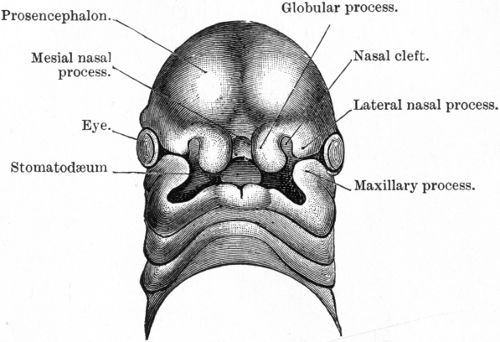 Globular process.
Prosencephalon..
Mesial nasal
process.
Nasal cleft.
Lateral nasal process.
Eye.
Stomatodæum
Maxillary process.